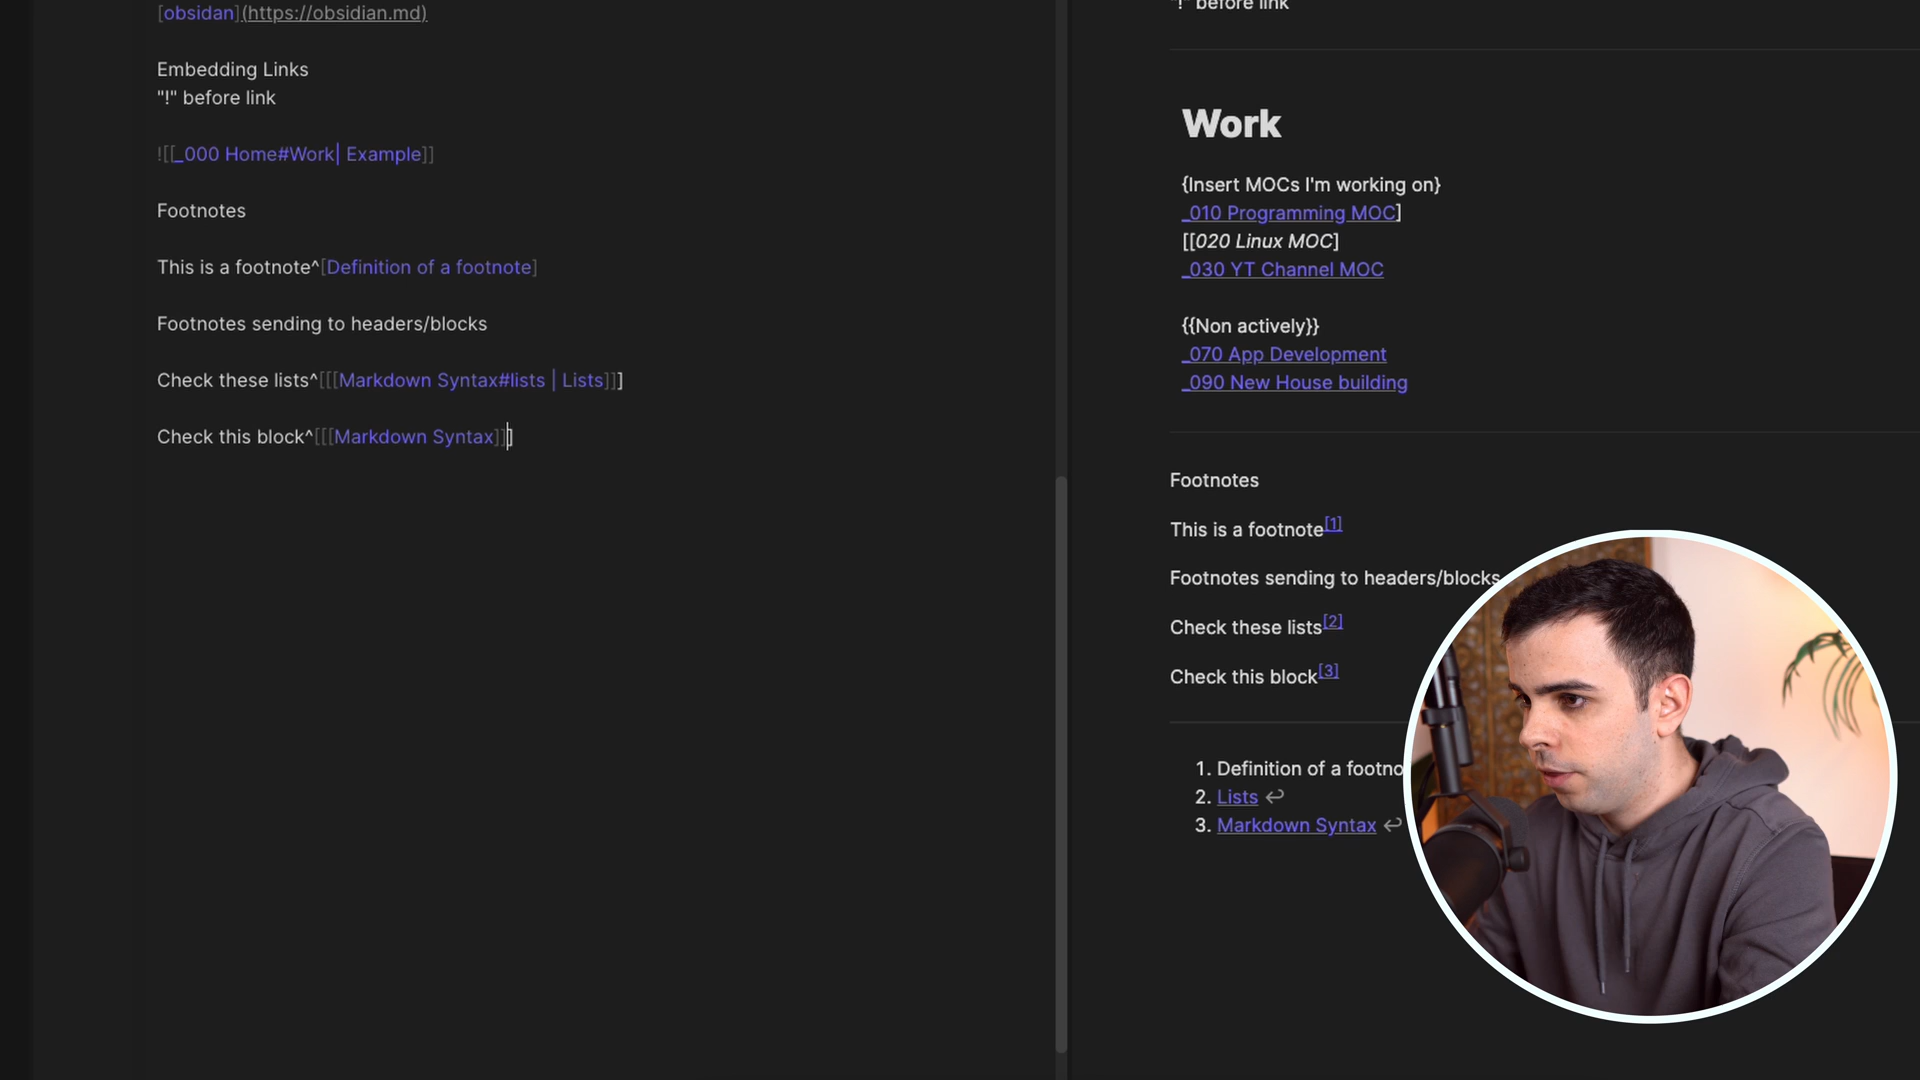 [obsidan](https://obsidian.md)
Embedding Links
"!" before link
![[_000 Home#Work| Example]]
Footnotes
This is a footnote^[Definition of a footnote]
Footnotes sending to headers/blocks
Check these lists^[[[Markdown Syntax#lists | Lists]]]
Check this block^[[[Markdown Syntax]]]
"!" before link
Work
{Insert MOCs I'm working on}
_010 Programming MOC]
[[020 Linux MOC]
_030 YT Channel MOC
{{Non actively}}
_070 App Development
_090 New House building
Footnotes
This is a footnote[1]
Footnotes sending to headers/blocks
Check these lists[2]
Check this block[3]
1. Definition of a footno
2. Lists ↩
3. Markdown Syntax ↩